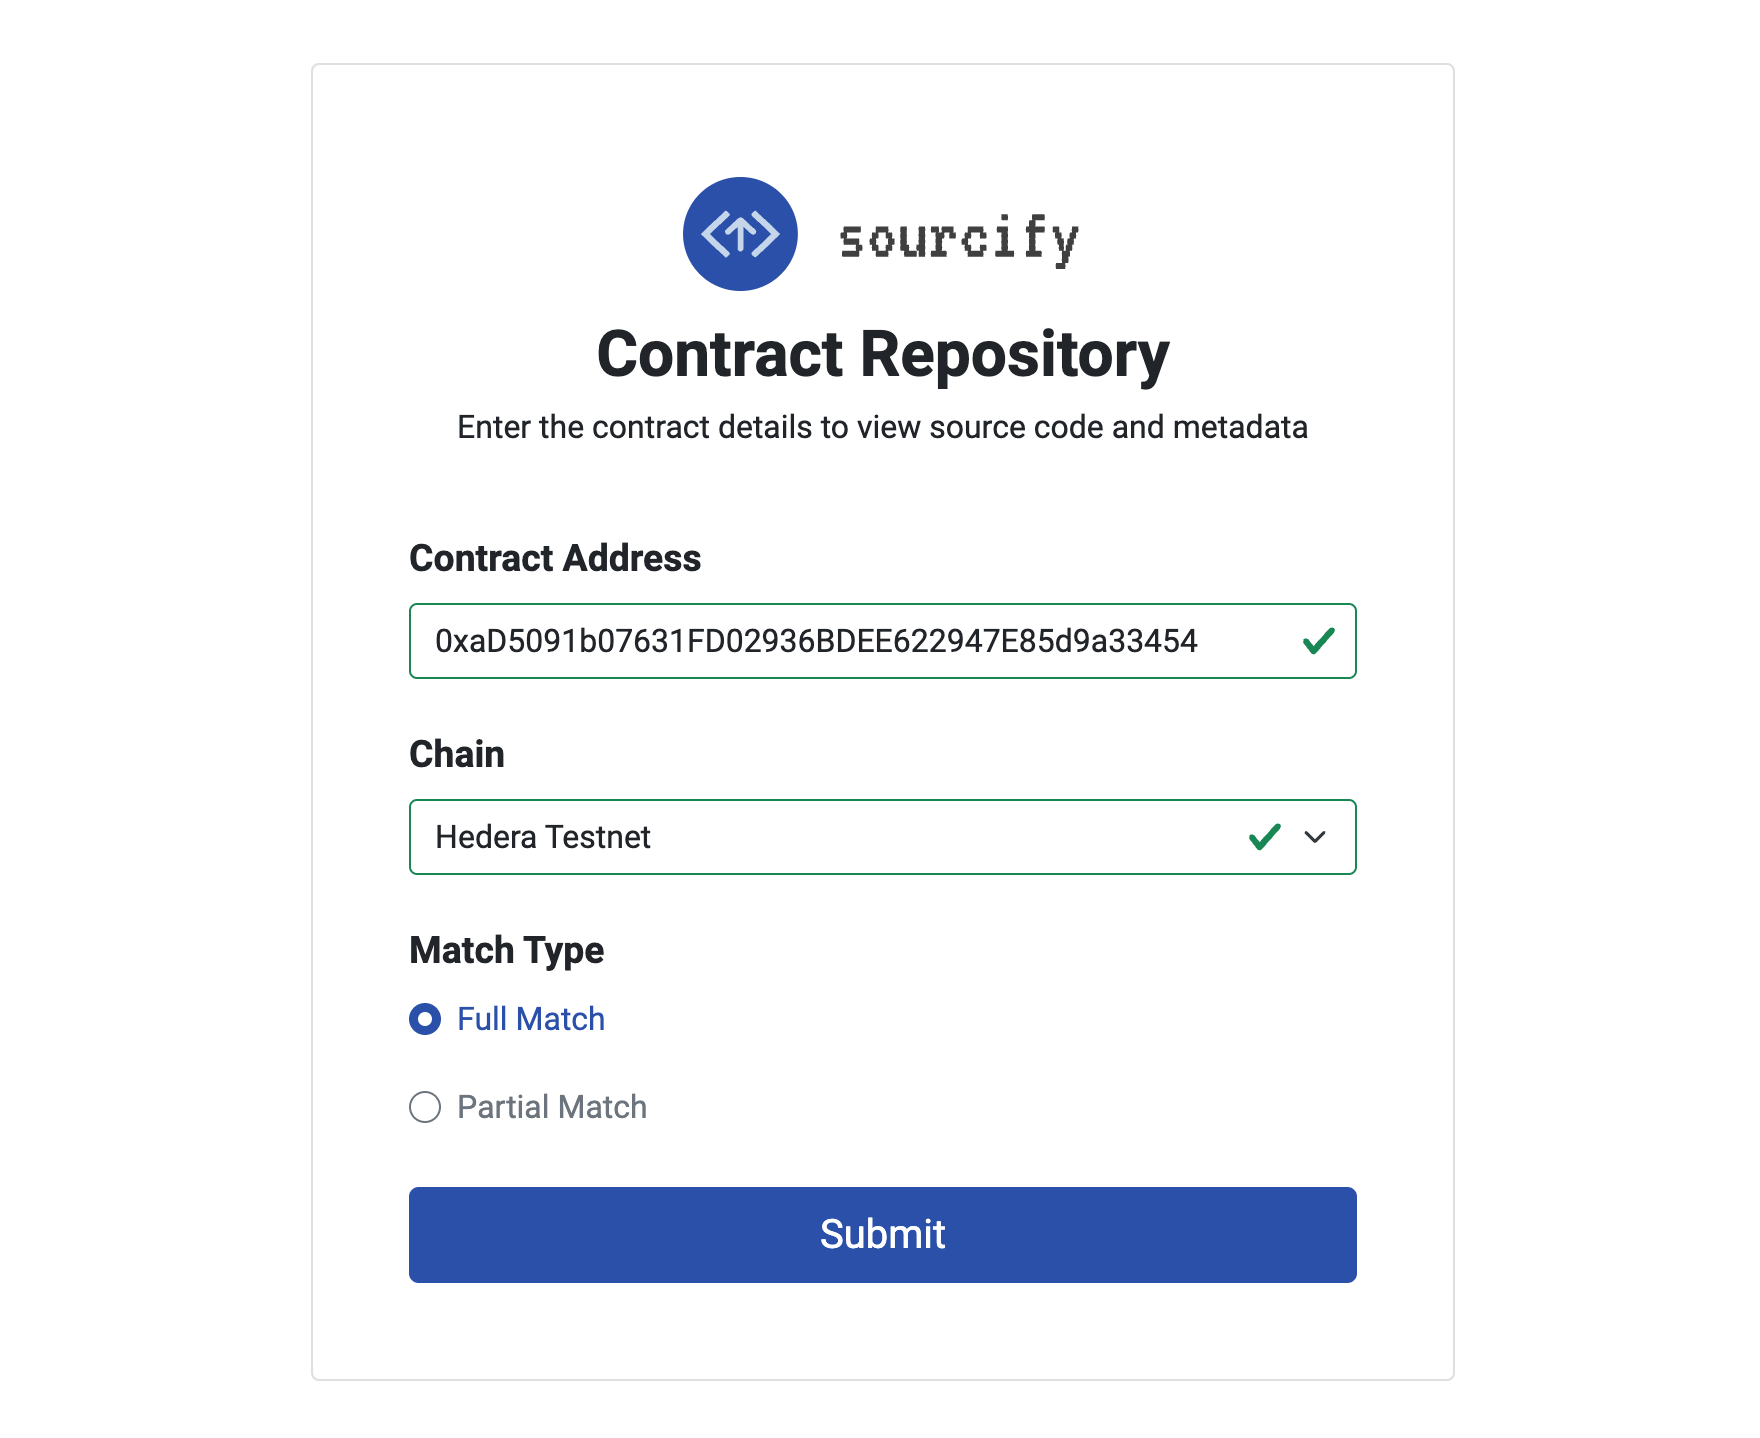 sourcify
Contract Repository
Enter the contract details to view source code and metadata
Contract Address
0xaD5091b07631FD02936BDEE622947E85d9a33454
Chain
Hedera Testnet
Match Type
Full Match
Partial Match
Submit